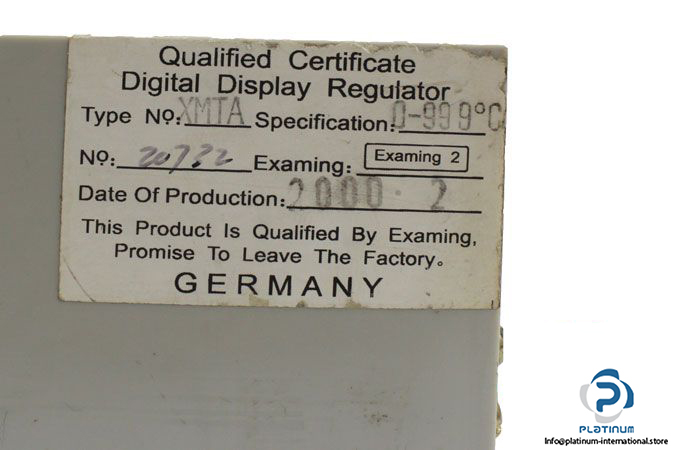 Qualified Certificate
Digital Display Regulator
Type Nº: XMTA Specification: 0-999°C
Nº: 20732 Examing: Examing 2
Date Of Production: 2000 · 2
This Product Is Qualified By Examing,
Promise To Leave The Factory。
GERMANY
PLATINUM
Info@platinum-international.store